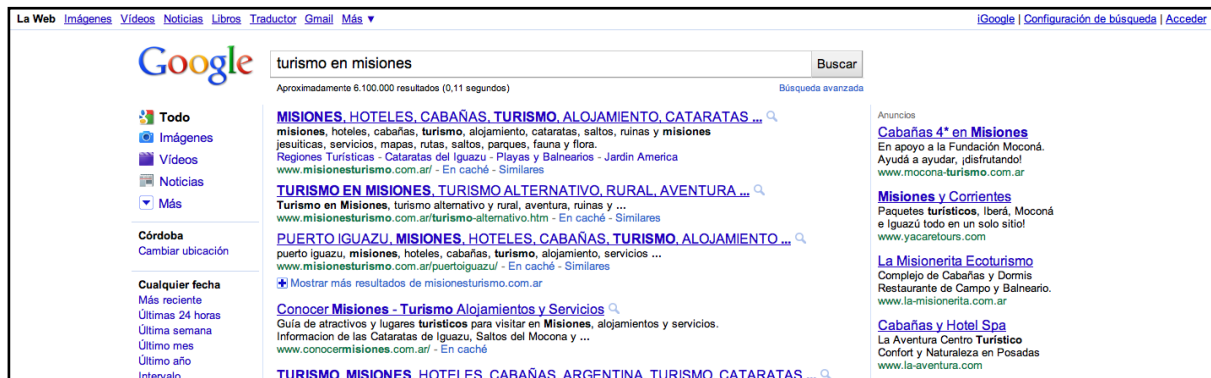 La Web Imágenes Vídeos Noticias Libros Traductor Gmail Más ▼
iGoogle | Configuración de búsqueda | Acceder
Google
turismo en misiones
Buscar
Aproximadamente 6.100.000 resultados (0,11 segundos)
Búsqueda avanzada
Todo
Imágenes
Vídeos
Noticias
Más
Córdoba
Cambiar ubicación
Cualquier fecha
Más reciente
Últimas 24 horas
Última semana
Último mes
Último año
Intervalo
MISIONES, HOTELES, CABAÑAS, TURISMO, ALOJAMIENTO, CATARATAS ...
misiones, hoteles, cabañas, turismo, alojamiento, cataratas, saltos, ruinas y misiones
jesuiticas, servicios, mapas, rutas, saltos, parques, fauna y flora.
Regiones Turísticas - Cataratas del Iguazu - Playas y Balnearios - Jardin America
www.misionesturismo.com.ar/ - En caché - Similares
TURISMO EN MISIONES, TURISMO ALTERNATIVO, RURAL, AVENTURA ...
Turismo en Misiones, turismo alternativo y rural, aventura, ruinas y ...
www.misionesturismo.com.ar/turismo-alternativo.htm - En caché - Similares
PUERTO IGUAZU, MISIONES, HOTELES, CABAÑAS, TURISMO, ALOJAMIENTO ...
puerto iguazu, misiones, hoteles, cabañas, turismo, alojamiento, servicios ...
www.misionesturismo.com.ar/puertoiguazu/ - En caché - Similares
Mostrar más resultados de misionesturismo.com.ar
Conocer Misiones - Turismo Alojamientos y Servicios
Guía de atractivos y lugares turisticos para visitar en Misiones, alojamientos y servicios.
Informacion de las Cataratas de Iguazu, Saltos del Mocona y ...
www.conocermisiones.com.ar/ - En caché
TURISMO, MISIONES, HOTELES, CABAÑAS, ARGENTINA, TURISMO, CATARATAS ...
Anuncios
Cabañas 4* en Misiones
En apoyo a la Fundación Moconá.
Ayudá a ayudar, ¡disfrutando!
www.mocona-turismo.com.ar
Misiones y Corrientes
Paquetes turísticos, Iberá, Moconá
e Iguazú todo en un solo sitio!
www.yacaretours.com
La Misionerita Ecoturismo
Complejo de Cabañas y Dormis
Restaurante de Campo y Balneario.
www.la-misionerita.com.ar
Cabañas y Hotel Spa
La Aventura Centro Turístico
Confort y Naturaleza en Posadas
www.la-aventura.com